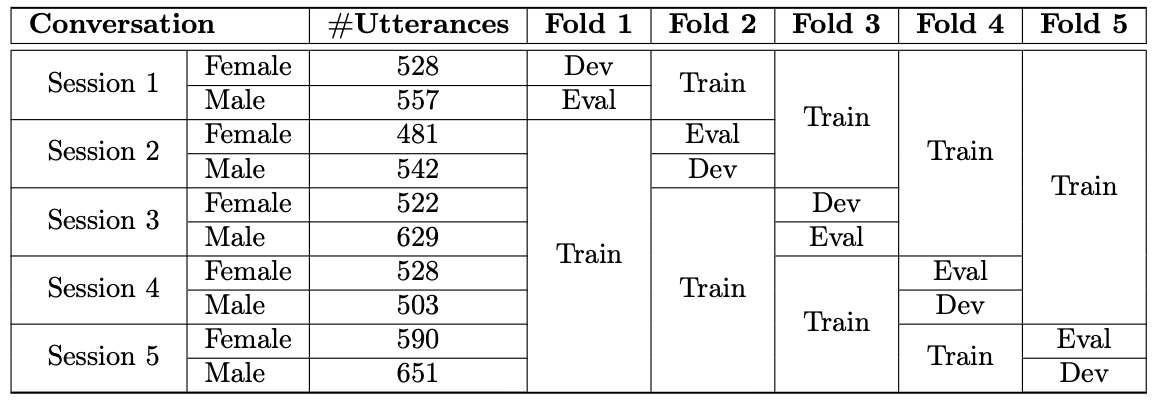 Conversation #Utterances Fold 1 Fold 2 Fold 3 Fold 4 Fold 5
Session 1 Female 528 Dev Train Train Train Train
Male 557 Eval
Session 2 Female 481 Train Eval
Male 542 Dev
Session 3 Female 522 Train Dev
Male 629 Eval
Session 4 Female 528 Train Eval
Male 503 Dev
Session 5 Female 590 Train Eval
Male 651 Dev